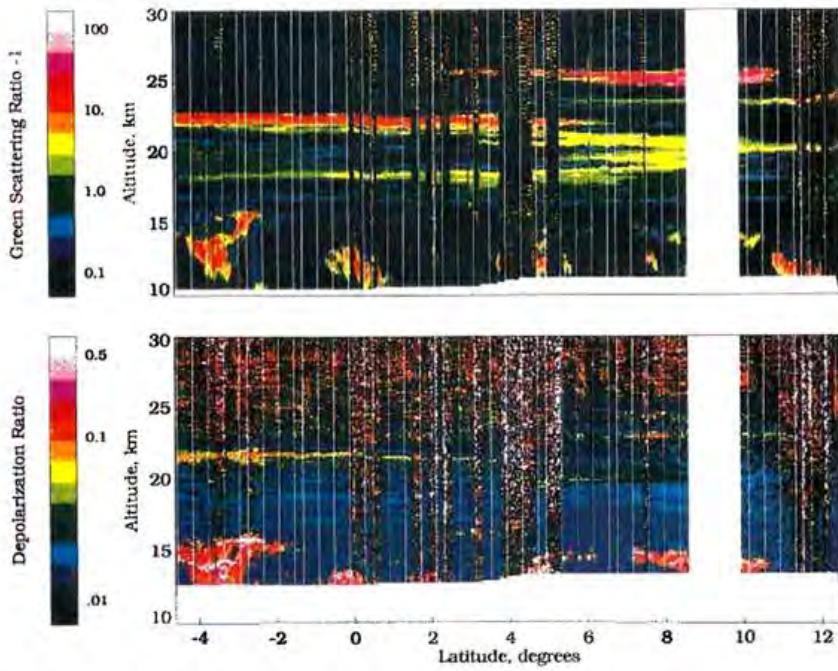 Green Scattering Ratio -1
100
10.
1.0
0.1
Altitude, km
30
25
20
15
10
Depolarization Ratio
0.5
0.1
.01
Altitude, km
30
25
20
15
10
-4 -2 0 2 4 6 8 10 12
Latitude, degrees